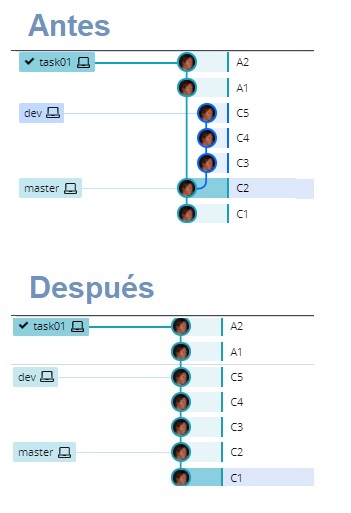 Antes
task01 A2
A1
dev C5
C4
C3
master C2
C1
Después
task01 A2
A1
dev C5
C4
C3
master C2
C1